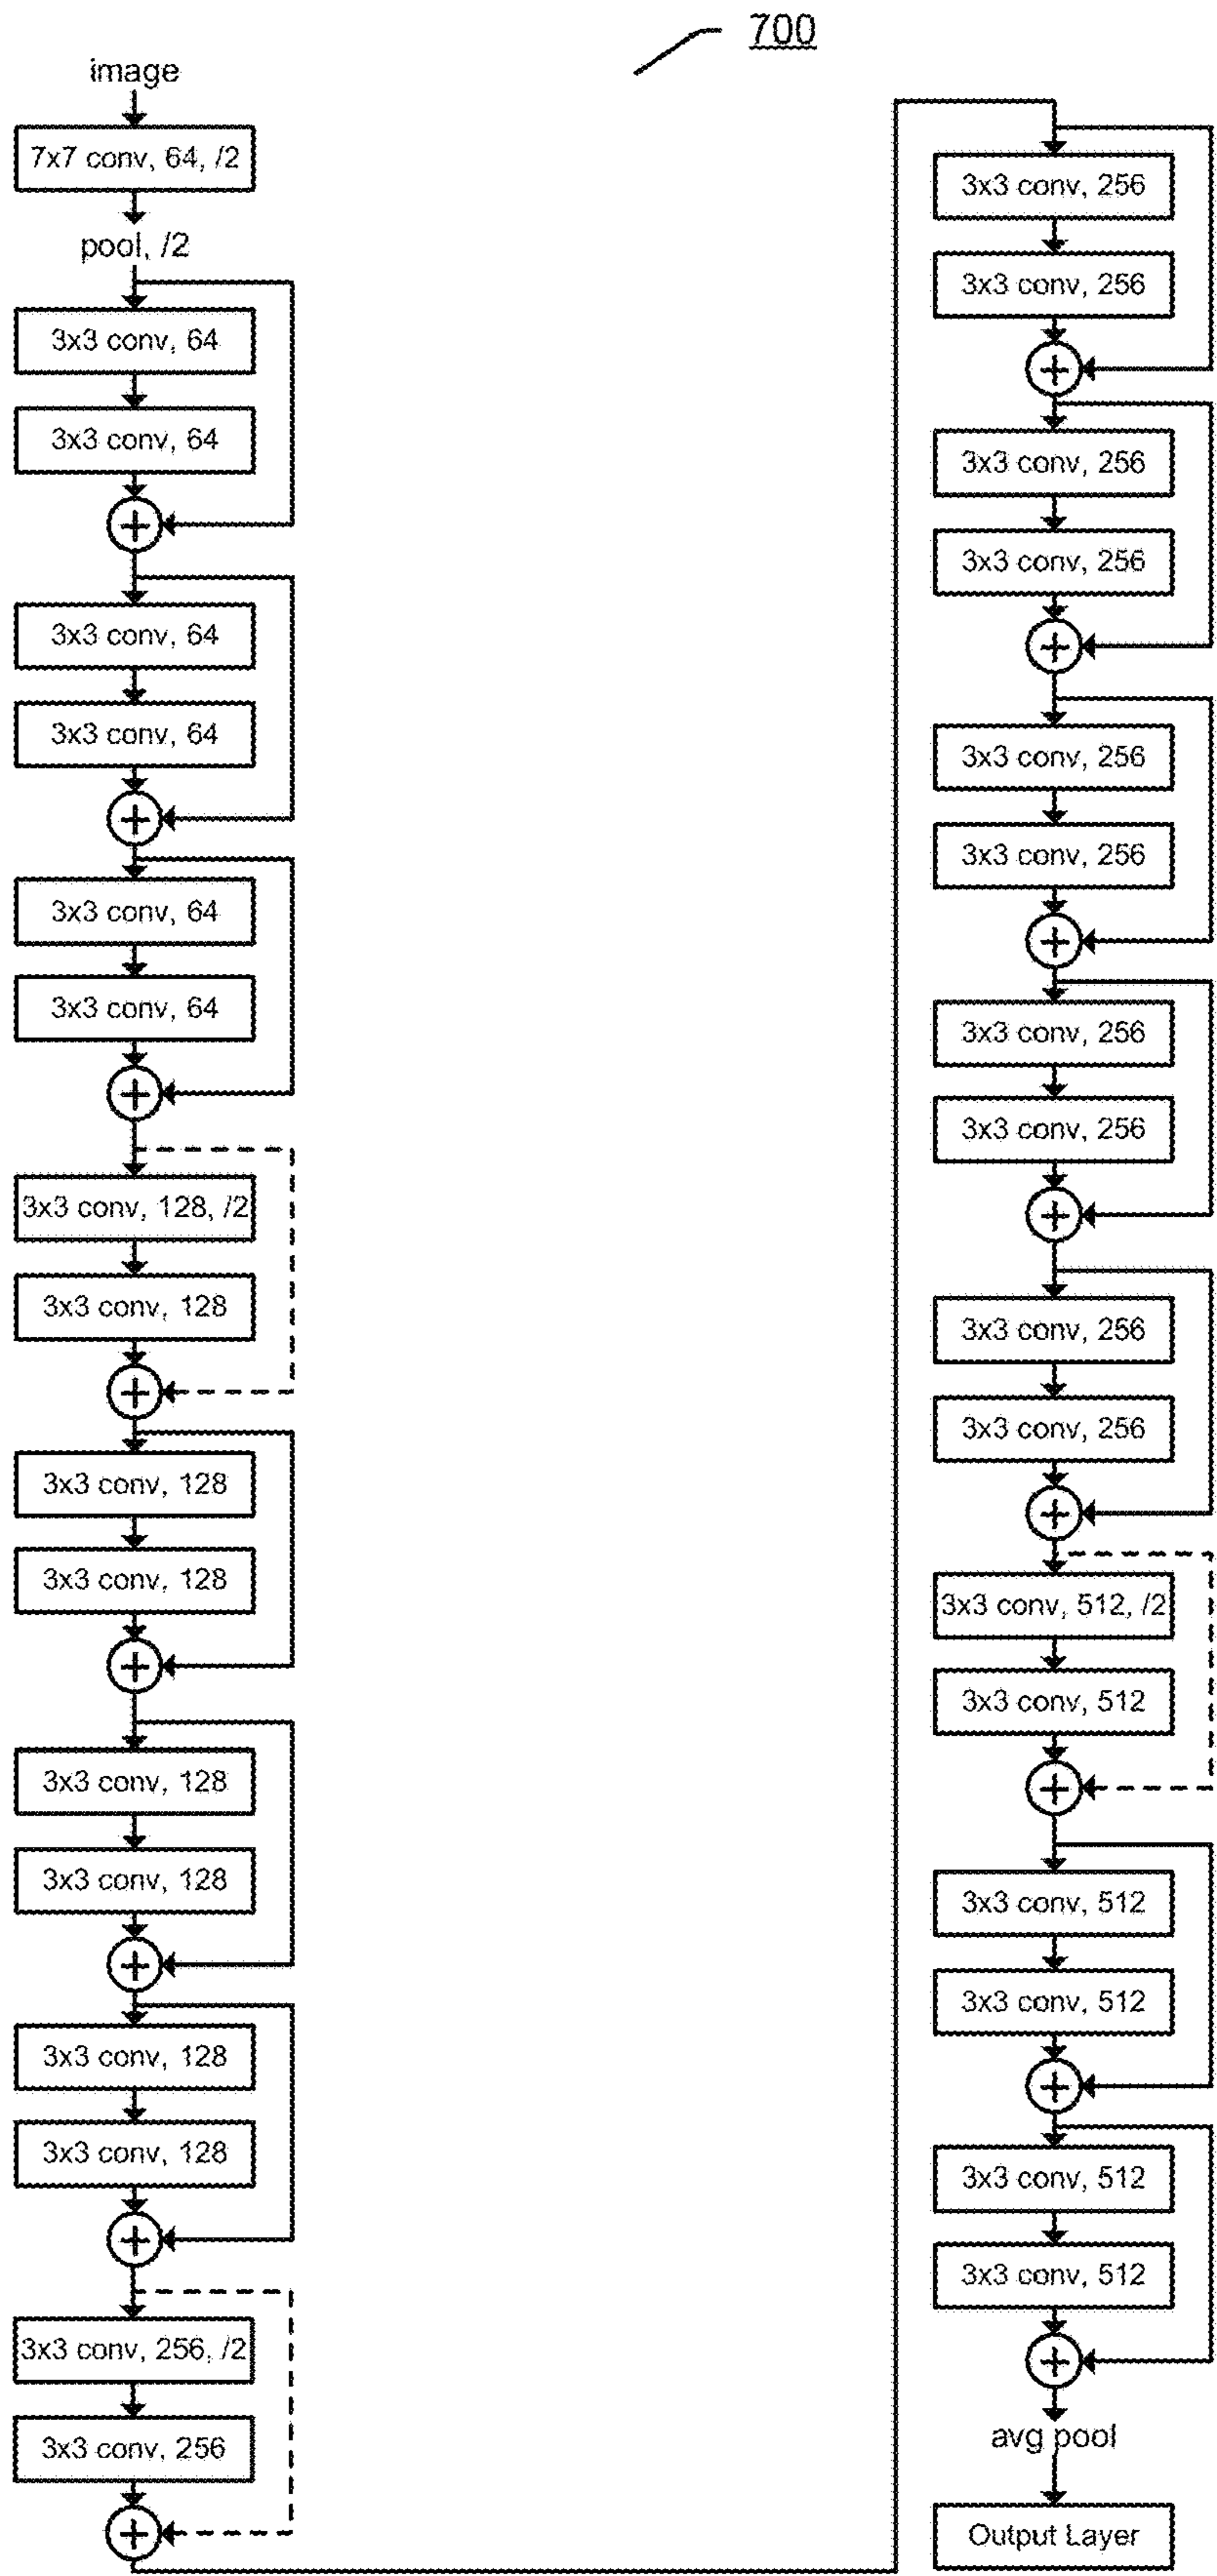 700
image
7x7 conv, 64, /2
pool, /2
3x3 conv, 64
3x3 conv, 64
+
3x3 conv, 64
3x3 conv, 64
+
3x3 conv, 64
3x3 conv, 64
+
3x3 conv, 128, /2
3x3 conv, 128
+
3x3 conv, 128
3x3 conv, 128
+
3x3 conv, 128
3x3 conv, 128
+
3x3 conv, 128
3x3 conv, 128
+
3x3 conv, 256, /2
3x3 conv, 256
+
3x3 conv, 256
3x3 conv, 256
+
3x3 conv, 256
3x3 conv, 256
+
3x3 conv, 256
3x3 conv, 256
+
3x3 conv, 256
3x3 conv, 256
+
3x3 conv, 256
3x3 conv, 256
+
3x3 conv, 512, /2
3x3 conv, 512
+
3x3 conv, 512
3x3 conv, 512
+
3x3 conv, 512
3x3 conv, 512
+
avg pool
Output Layer